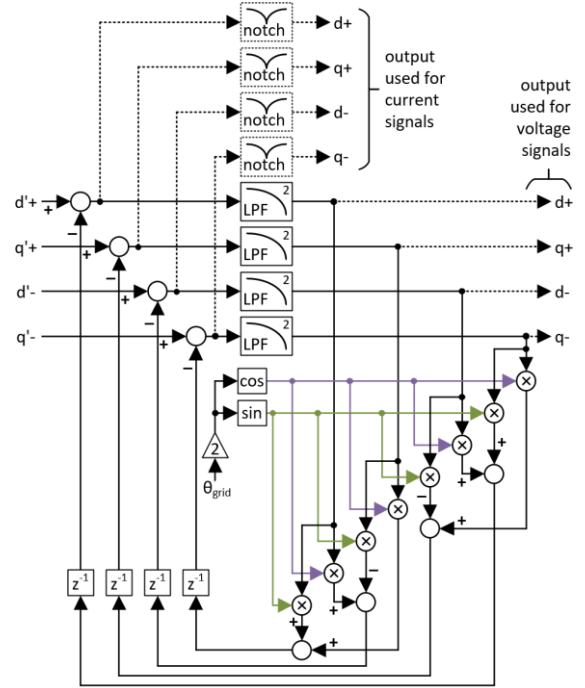 notch
d+
notch
q+
output
used for
current
signals
notch
d-
notch
q-
output
used for
voltage
signals
d'+
+
−
LPF
2
d+
q'+
+
−
LPF
2
q+
d'-
+
−
LPF
2
d-
q'-
+
−
LPF
2
q-
cos
×
sin
×
2
×
+
θgrid
×
+
−
×
+
×
×
−
z-1
z-1
z-1
z-1
×
+
+
+